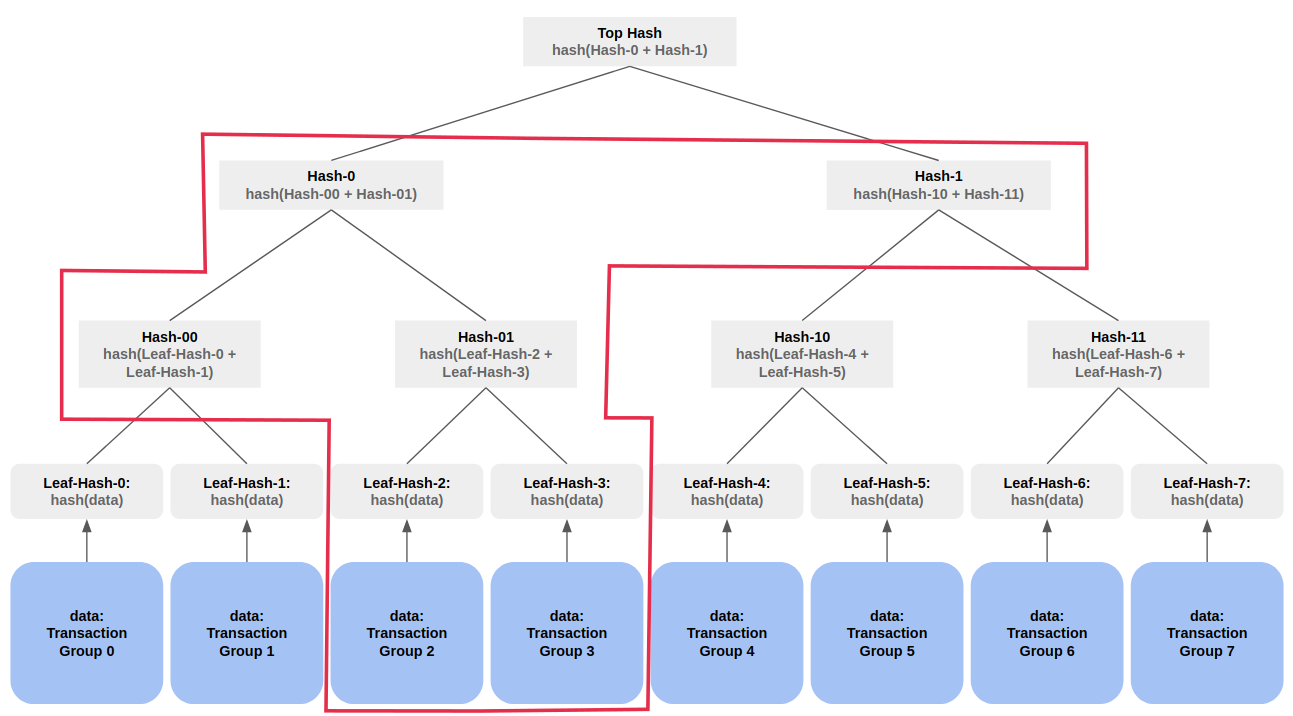 Top Hash
hash(Hash-0 + Hash-1)
Hash-0
hash(Hash-00 + Hash-01)
Hash-1
hash(Hash-10 + Hash-11)
Hash-00
hash(Leaf-Hash-0 +
Leaf-Hash-1)
Hash-01
hash(Leaf-Hash-2 +
Leaf-Hash-3)
Hash-10
hash(Leaf-Hash-4 +
Leaf-Hash-5)
Hash-11
hash(Leaf-Hash-6 +
Leaf-Hash-7)
Leaf-Hash-0:
hash(data)
Leaf-Hash-1:
hash(data)
Leaf-Hash-2:
hash(data)
Leaf-Hash-3:
hash(data)
Leaf-Hash-4:
hash(data)
Leaf-Hash-5:
hash(data)
Leaf-Hash-6:
hash(data)
Leaf-Hash-7:
hash(data)
data:
Transaction
Group 0
data:
Transaction
Group 1
data:
Transaction
Group 2
data:
Transaction
Group 3
data:
Transaction
Group 4
data:
Transaction
Group 5
data:
Transaction
Group 6
data:
Transaction
Group 7